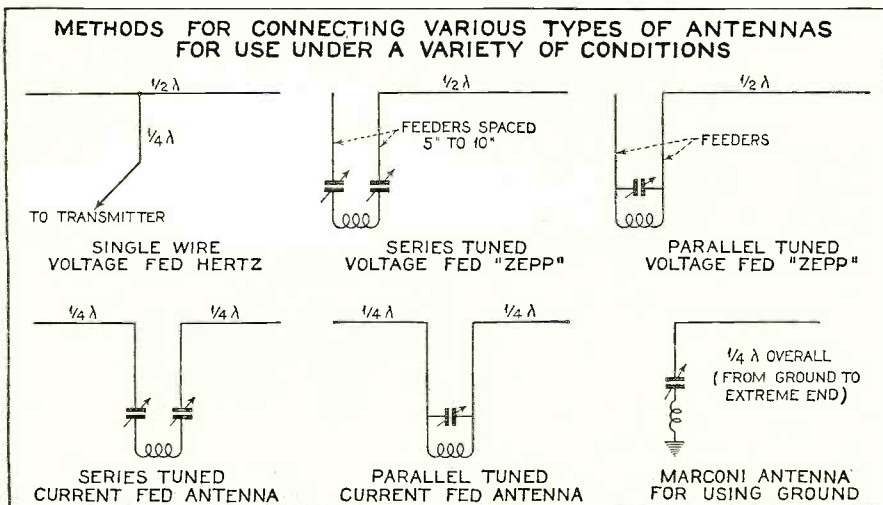 METHODS FOR CONNECTING VARIOUS TYPES OF ANTENNAS
FOR USE UNDER A VARIETY OF CONDITIONS
1/2 λ
1/4 λ
TO TRANSMITTER
SINGLE WIRE
VOLTAGE FED HERTZ
1/2 λ
FEEDERS SPACED
5" TO 10"
SERIES TUNED
VOLTAGE FED "ZEPP"
1/2 λ
FEEDERS
PARALLEL TUNED
VOLTAGE FED "ZEPP"
1/4 λ 1/4 λ
SERIES TUNED
CURRENT FED ANTENNA
1/4 λ 1/4 λ
PARALLEL TUNED
CURRENT FED ANTENNA
1/4 λ OVERALL
(FROM GROUND TO
EXTREME END)
MARCONI ANTENNA
FOR USING GROUND